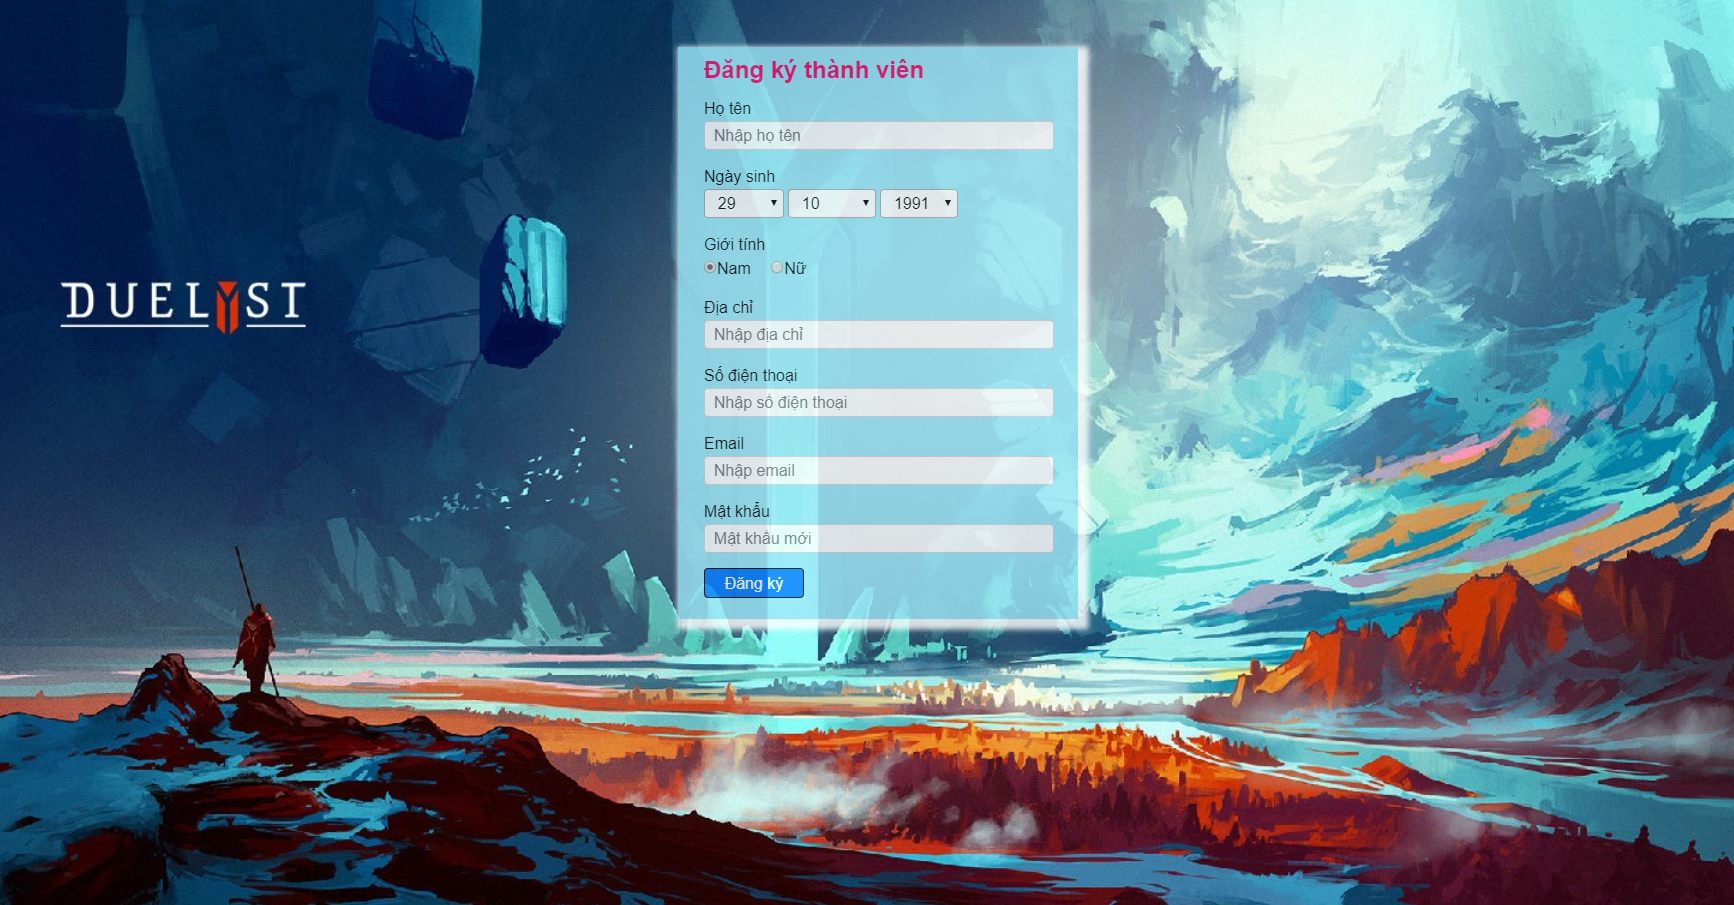 DUELYST
Đăng ký thành viên
Họ tên
Nhập họ tên
Ngày sinh
29 10 1991
Giới tính
Nam Nữ
Địa chỉ
Nhập địa chỉ
Số điện thoại
Nhập số điện thoại
Email
Nhập email
Mật khẩu
Mật khẩu mới
Đăng ký